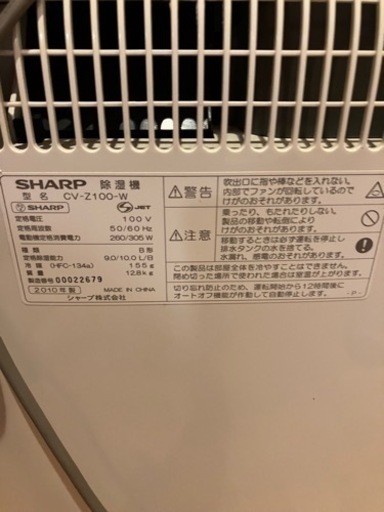 SHARP 除湿機
型 名 CV-Z100-W
SHARP JET
定格電圧 100 V
定格周波数 50/60 Hz
電動機定格消費電力 260/305 W
種類 B形
定格除湿能力 9.0/10.0 L/日
冷 媒 (HFC-134a) 155g
質 量 12.8kg
製造番号 00022679
シャープ株式会社
2010年製 MADE IN CHINA
警告
吹出口に指や棒などを入れない。
内部でファンが回転しているので
けがのおそれがあります。
注意
乗ったり、もたれたりしない。
製品の移動や転倒により
けがのおそれがあります。
移動するときは必ず運転を停止し
排水タンクの水を捨てる。
水漏れ、感電のおそれがあります。
この製品は部屋全体を冷やすことはできません。
閉め切った場所で使用した場合は室温が上がります。
切り忘れ防止のため、運転開始から12時間後に
オートオフ機能が作動して自動停止します。
-P-